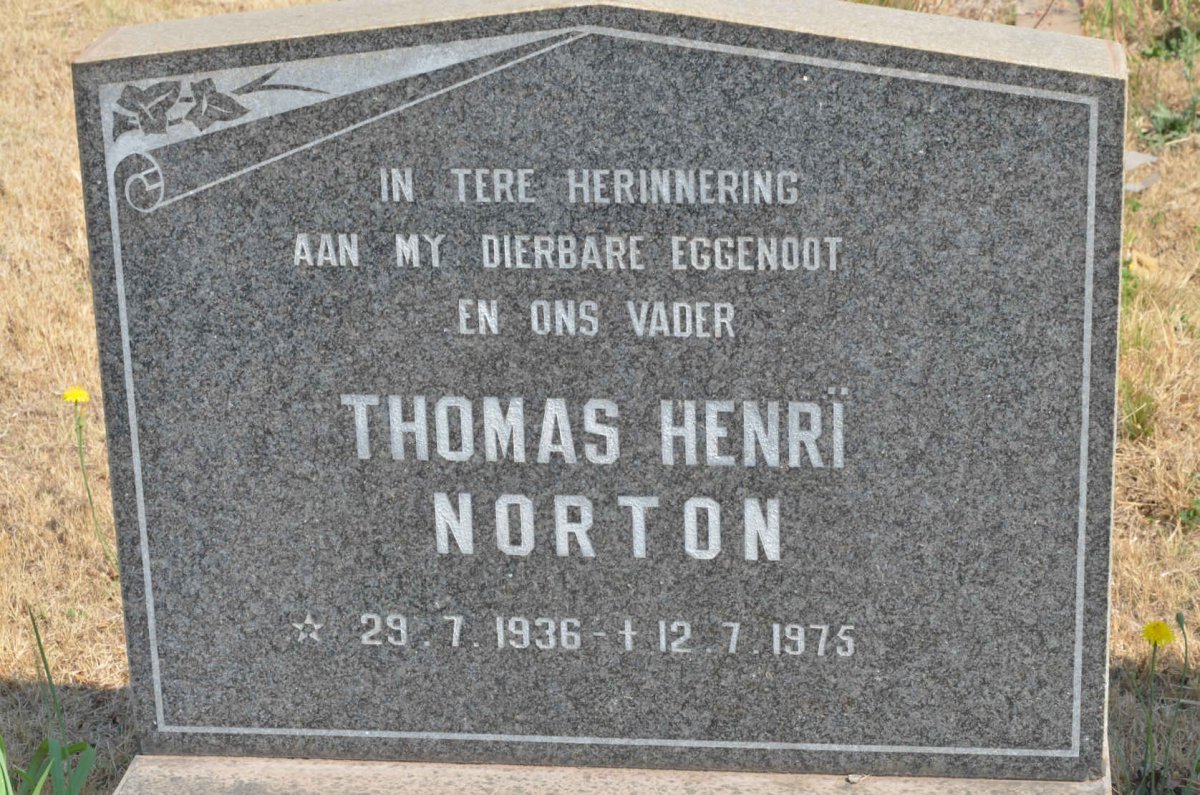 IN TERE HERINNERING
AAN MY DIERBARE EGGENOOT
EN ONS VADER
THOMAS HENRÏ
NORTON
☆ 29.7.1936 - † 12.7.1975